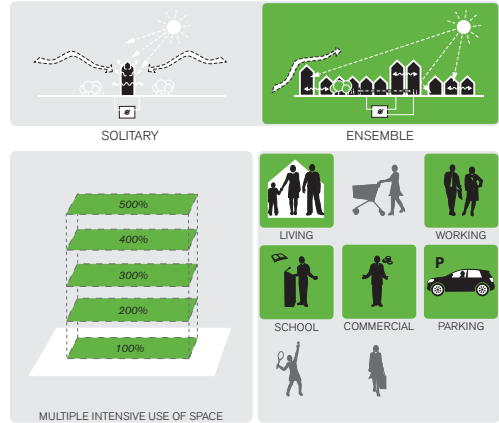 SOLITARY
ENSEMBLE
500%
400%
300%
200%
100%
MULTIPLE INTENSIVE USE OF SPACE
LIVING
WORKING
P
SCHOOL
COMMERCIAL
PARKING